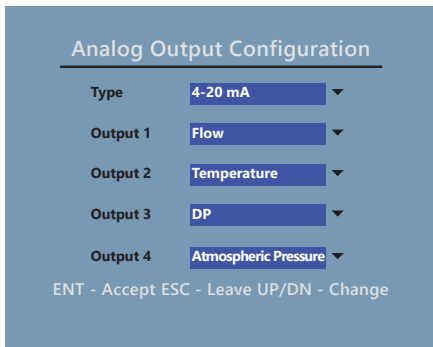 Analog Output Configuration
Type 4-20 mA
Output 1 Flow
Output 2 Temperature
Output 3 DP
Output 4 Atmospheric Pressure
ENT - Accept ESC - Leave UP/DN - Change